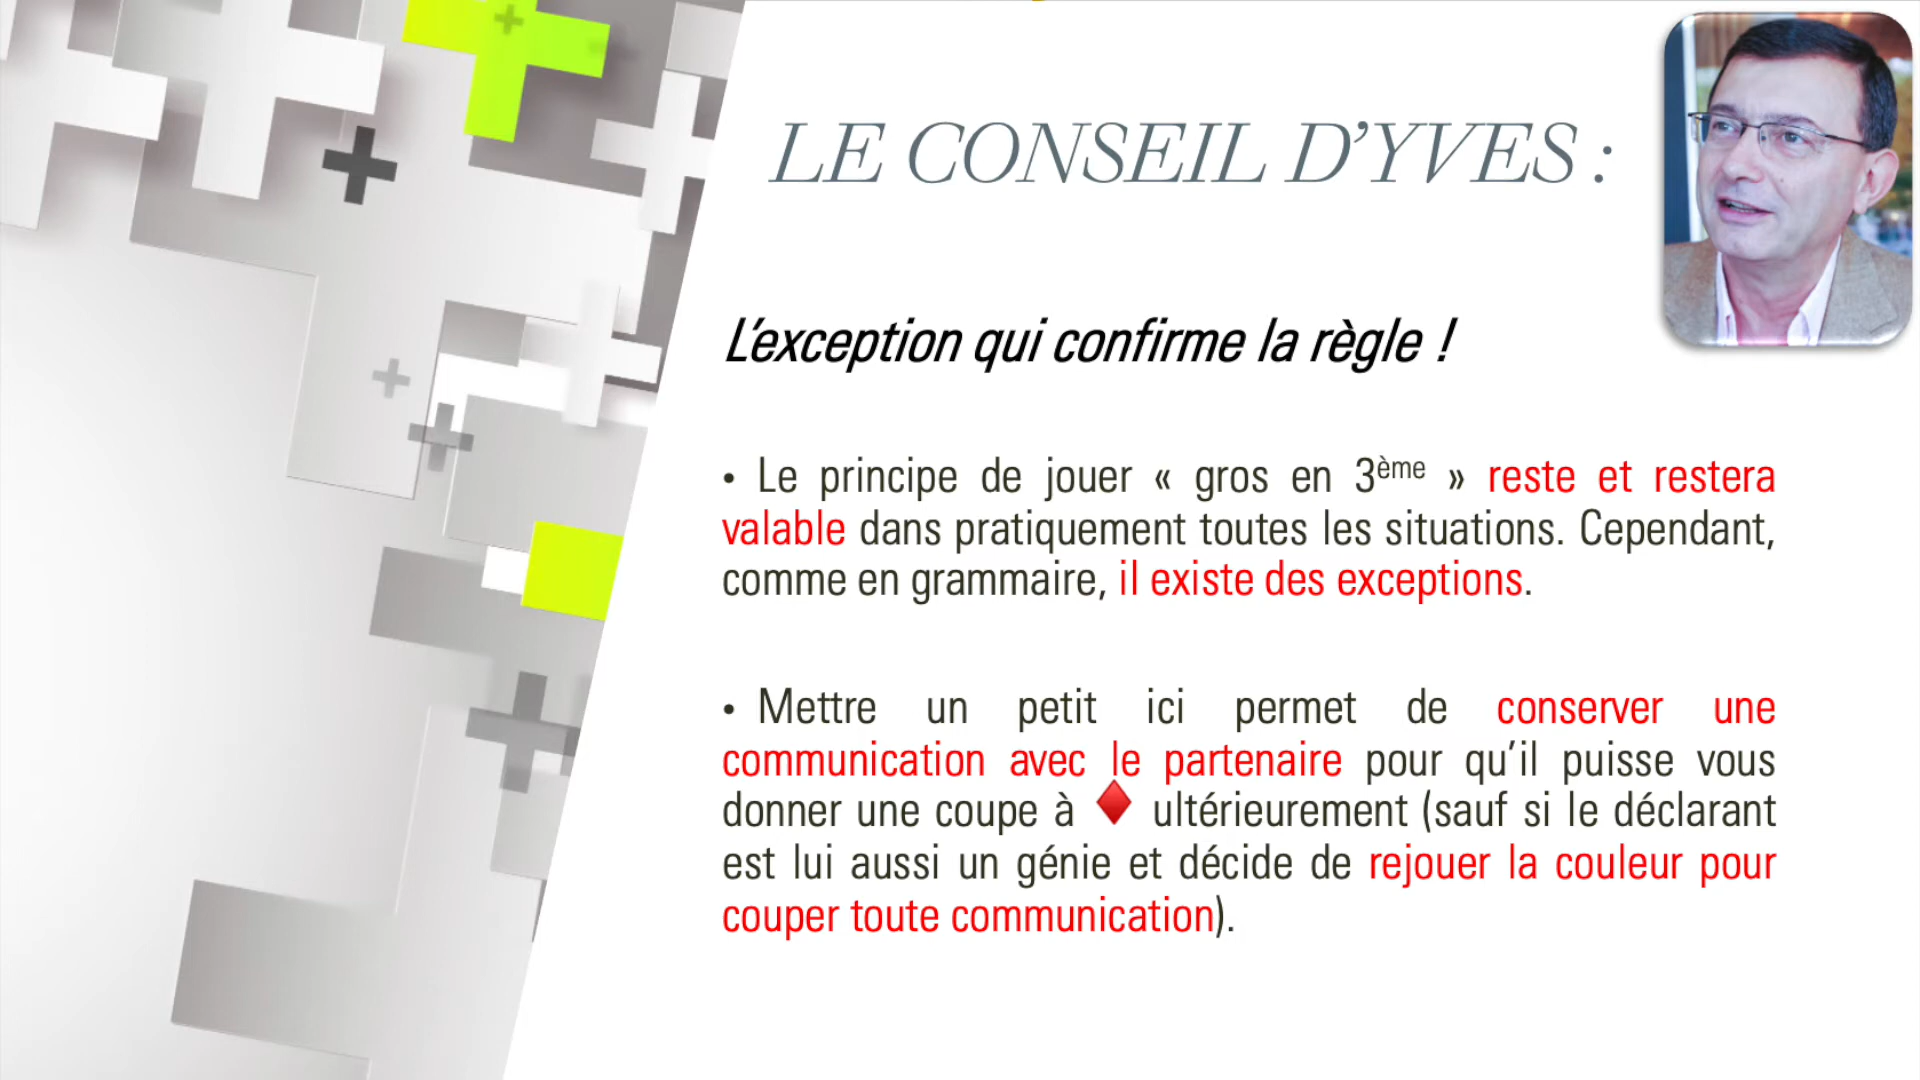 LE CONSEIL D’YVES :
L’exception qui confirme la règle !
• Le principe de jouer « gros en 3ème » reste et restera
valable dans pratiquement toutes les situations. Cependant,
comme en grammaire, il existe des exceptions.
• Mettre un petit ici permet de conserver une
communication avec le partenaire pour qu’il puisse vous
donner une coupe à ♦ ultérieurement (sauf si le déclarant
est lui aussi un génie et décide de rejouer la couleur pour
couper toute communication).